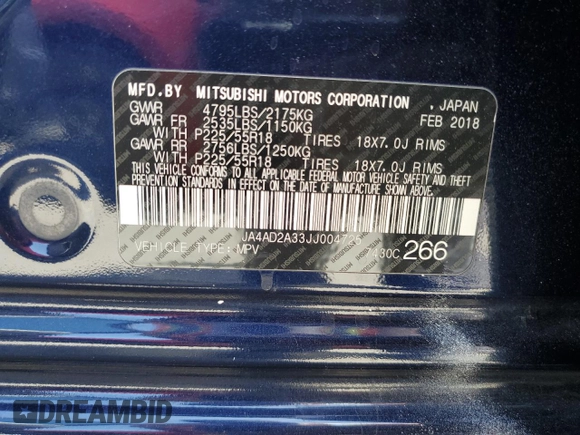 MFD.BY MITSUBISHI MOTORS CORPORATION , JAPAN
GVWR 4795LBS/2175KG FEB 2018
GAWR FR 2535LBS/1150KG
WITH P225/55R18 TIRES 18X7.0J RIMS
GAWR RR 2756LBS/1250KG
WITH P225/55R18 TIRES 18X7.0J RIMS
THIS VEHICLE CONFORMS TO ALL APPLICABLE FEDERAL MOTOR VEHICLE SAFETY AND THEFT
PREVENTION STANDARDS IN EFFECT ON THE DATE OF MANUFACTURE SHOWN ABOVE.
JA4AD2A33JJ004725
VEHICLE TYPE:MPV 7430C 266
DREAMBID